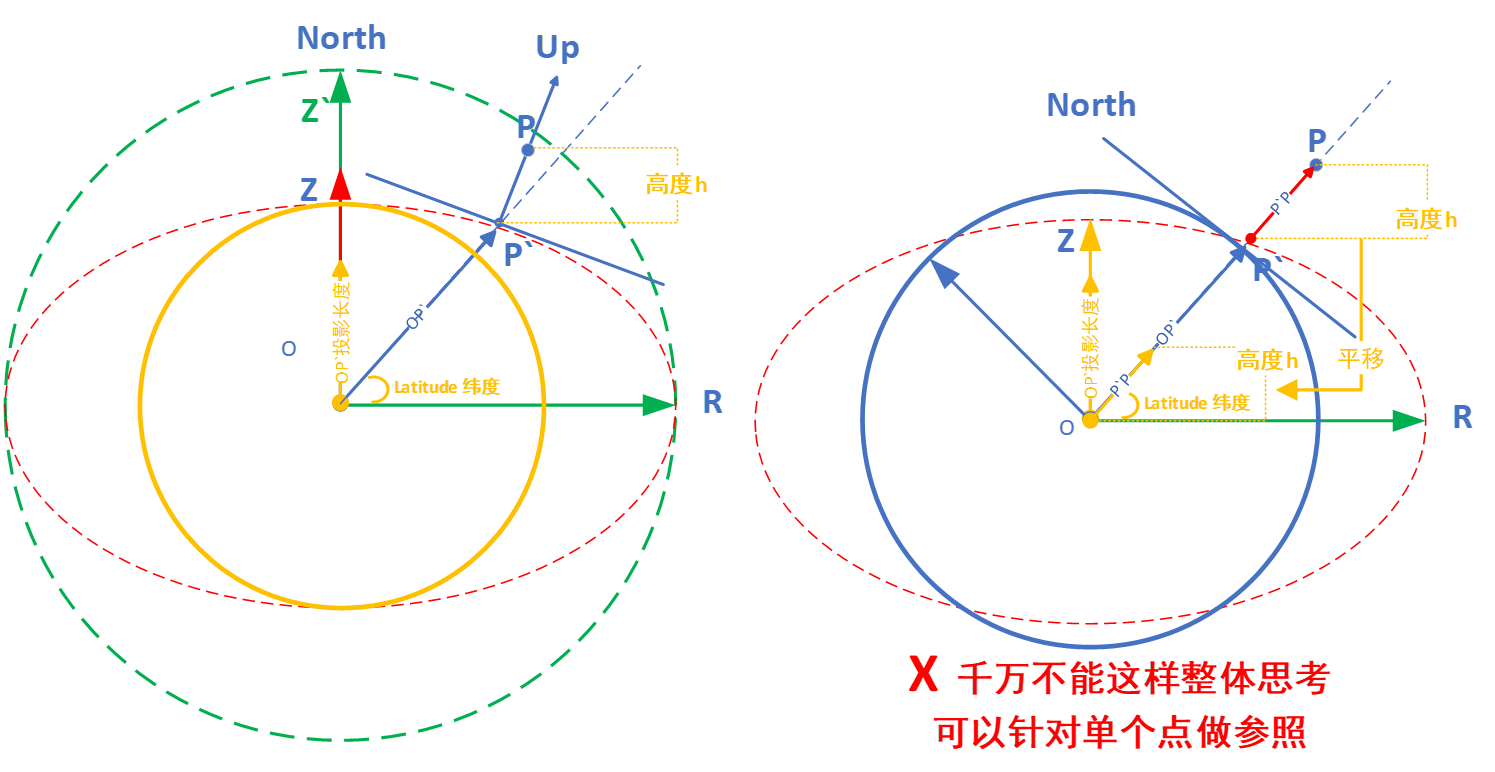 North
Up
Z`
P
Z
高度h
P`
OP`
OP`投影长度
O
Latitude 纬度
R
North
P
P`P
高度h
Z
P`
OP`
OP`投影长度
高度h
平移
P`P
Latitude 纬度
O
R
X 千万不能这样整体思考
可以针对单个点做参照